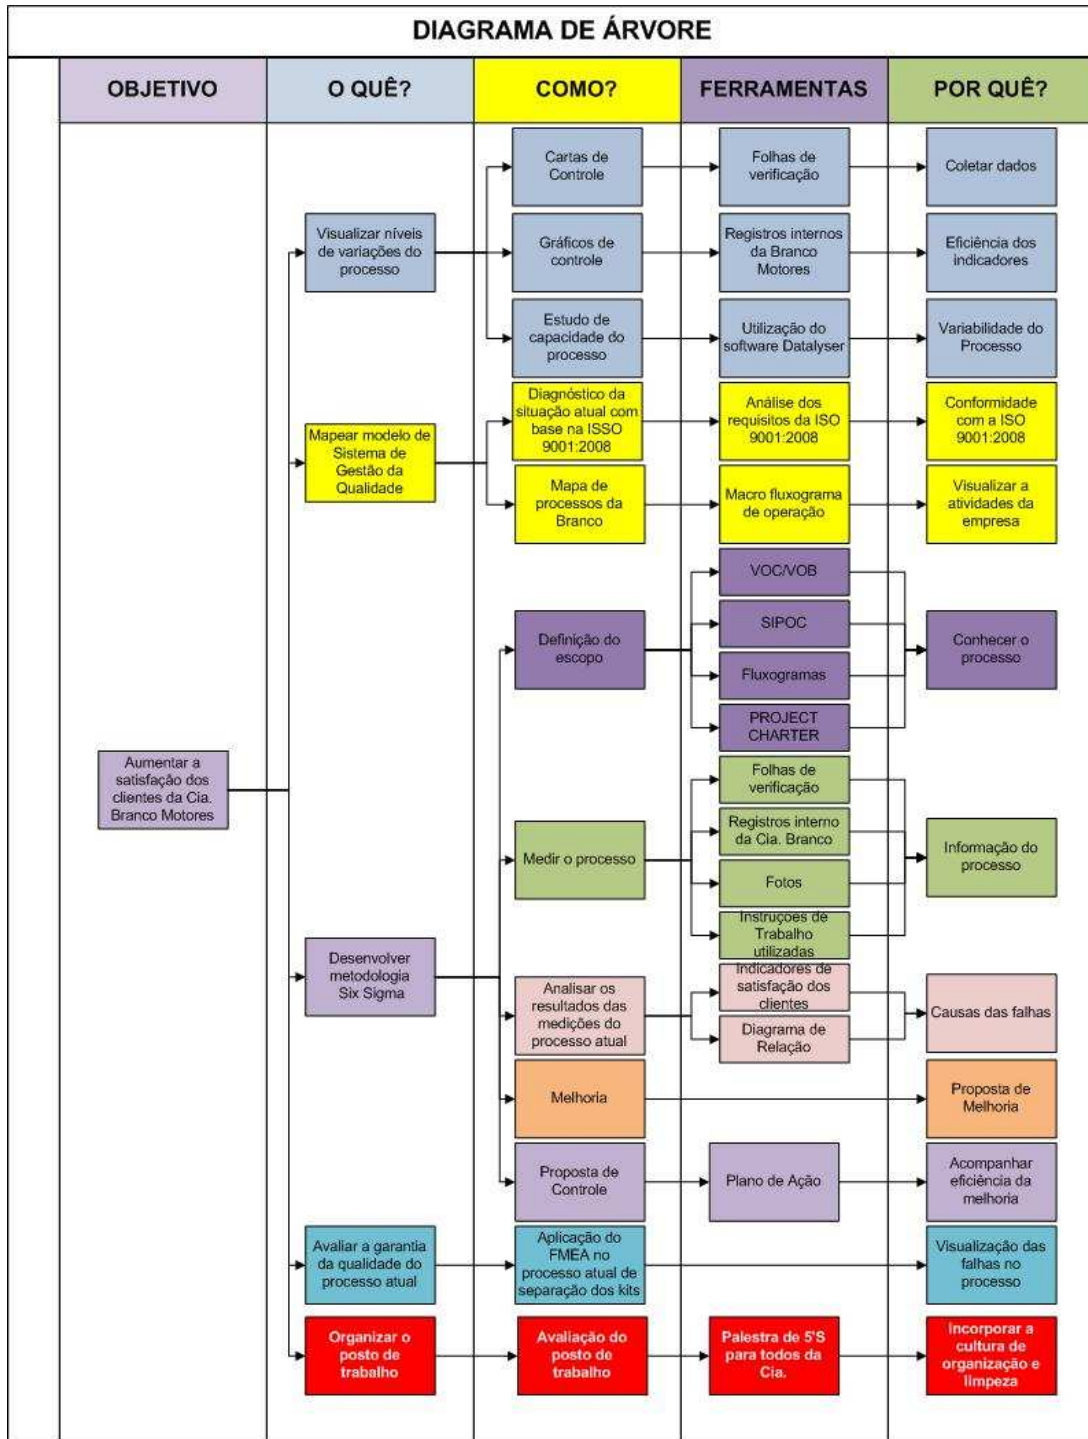 DIAGRAMA DE ÁRVORE
OBJETIVO
O QUÊ?
COMO?
FERRAMENTAS
POR QUÊ?
Cartas de
Controle
Folhas de
verificação
Coletar dados
Visualizar níveis
de variações do
processo
Gráficos de
controle
Registros internos
da Branco
Motores
Eficiência dos
indicadores
Estudo de
capacidade do
processo
Utilização do
software Datalyser
Variabilidade do
Processo
Mapear modelo de
Sistema de
Gestão da
Qualidade
Diagnóstico da
situação atual com
base na ISSO
9001:2008
Análise dos
requisitos da ISO
9001:2008
Conformidade
com a ISO
9001:2008
Mapa de
processos da
Branco
Macro fluxograma
de operação
Visualizar a
atividades da
empresa
Aumentar a
satisfação dos
clientes da Cia.
Branco Motores
Desenvolver
metodologia
Six Sigma
Definição do
escopo
VOC/VOB
SIPOC
Fluxogramas
PROJECT
CHARTER
Conhecer o
processo
Medir o processo
Folhas de
verificação
Registros interno
da Cia. Branco
Fotos
Instruções de
Trabalho
utilizadas
Informação do
processo
Analisar os
resultados das
medições do
processo atual
Indicadores de
satisfação dos
clientes
Diagrama de
Relação
Causas das falhas
Melhoria
Proposta de
Melhoria
Proposta de
Controle
Plano de Ação
Acompanhar
eficiência da
melhoria
Avaliar a garantia
da qualidade do
processo atual
Aplicação do
FMEA no
processo atual de
separação dos kits
Visualização das
falhas no
processo
Organizar o
posto de
trabalho
Avaliação do
posto de
trabalho
Palestra de 5'S
para todos da
Cia.
Incorporar a
cultura de
organização e
limpeza